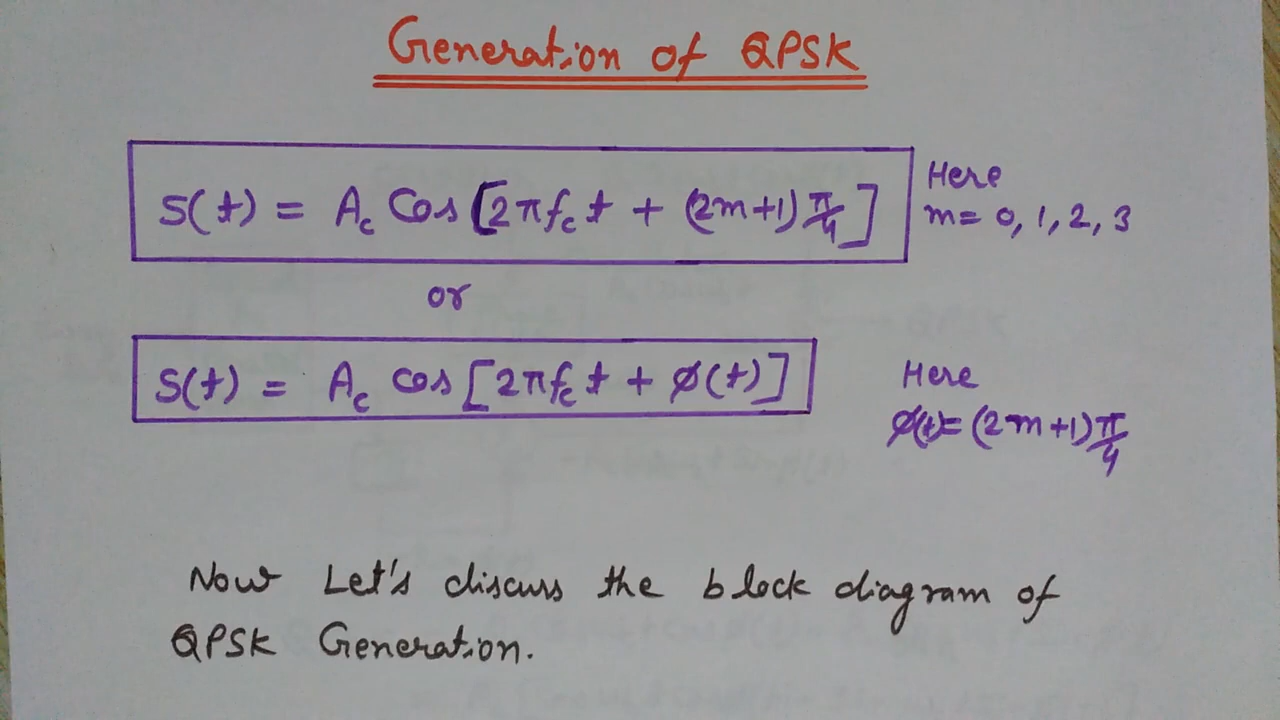 Generation of QPSK
S(t) = Ac Cos[2πfct + (2m+1)π/4]
Here
m= 0, 1, 2, 3
or
S(t) = Ac Cos[2πfct + φ(t)]
Here
φ(t)= (2m+1)π/4
Now Let's discuss the block diagram of
QPSK Generation.